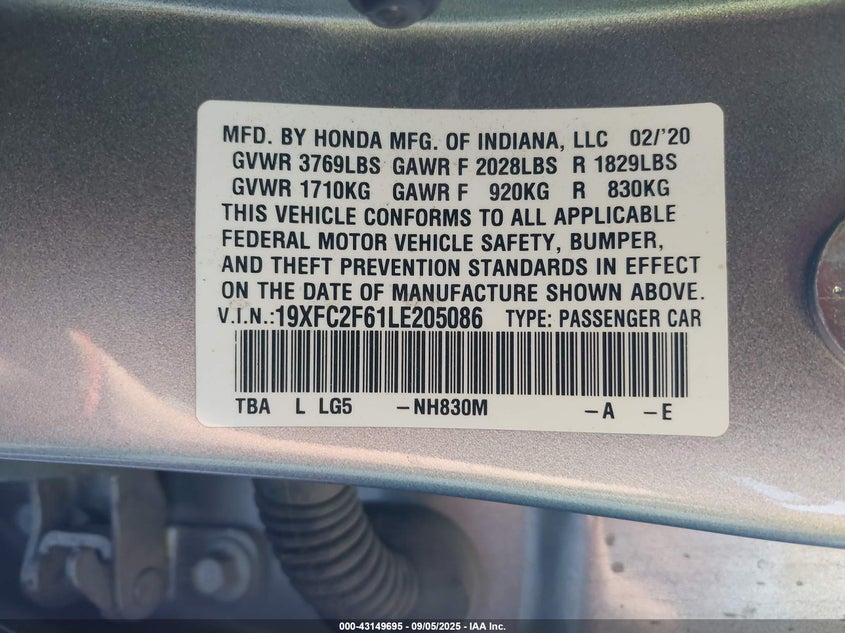 MFD. BY HONDA MFG. OF INDIANA, LLC 02/'20
GVWR 3769LBS GAWR F 2028LBS R 1829LBS
GVWR 1710KG GAWR F 920KG R 830KG
THIS VEHICLE CONFORMS TO ALL APPLICABLE
FEDERAL MOTOR VEHICLE SAFETY, BUMPER,
AND THEFT PREVENTION STANDARDS IN EFFECT
ON THE DATE OF MANUFACTURE SHOWN ABOVE.
V.I.N.:19XFC2F61LE205086 TYPE: PASSENGER CAR
TBA L LG5 –NH830M –A –E
000-43149695 - 09/05/2025 - IAA Inc.